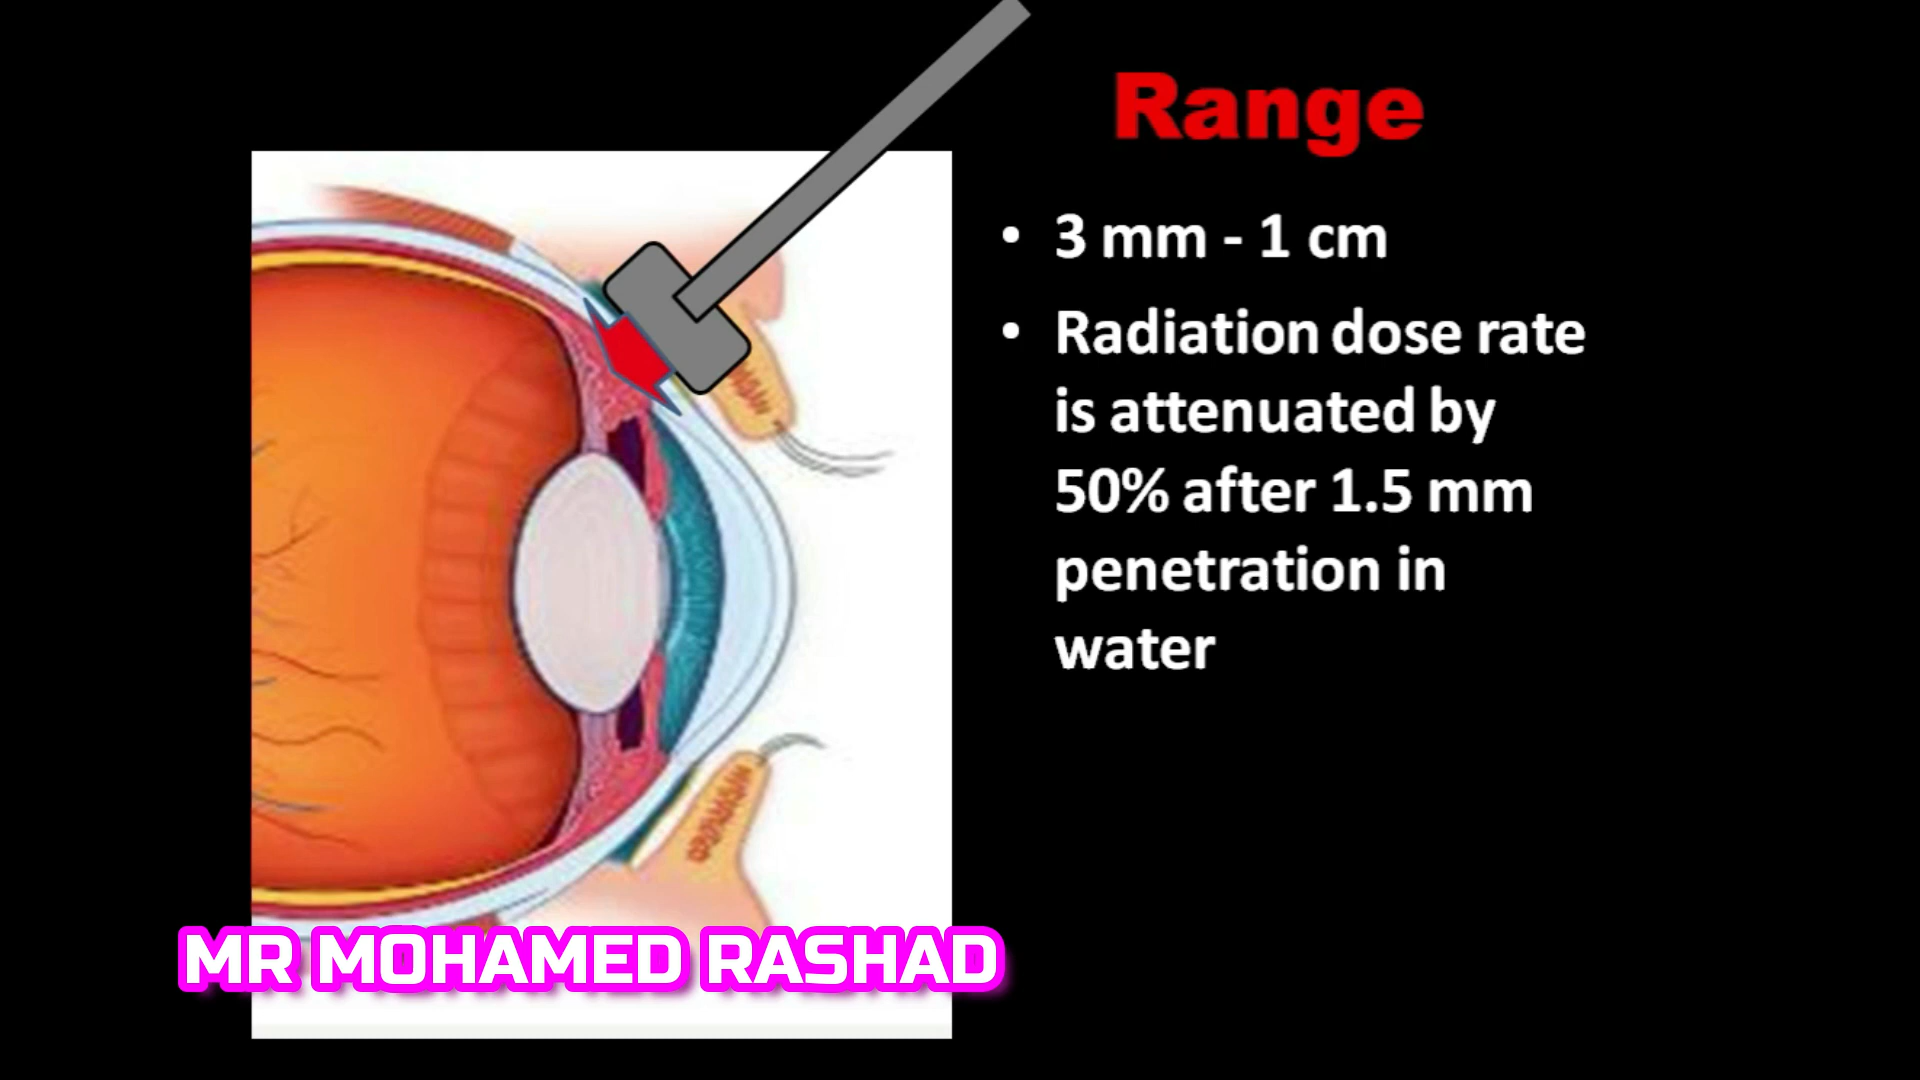 Range
• 3 mm - 1 cm
• Radiation dose rate
is attenuated by
50% after 1.5 mm
penetration in
water
MR MOHAMED RASHAD